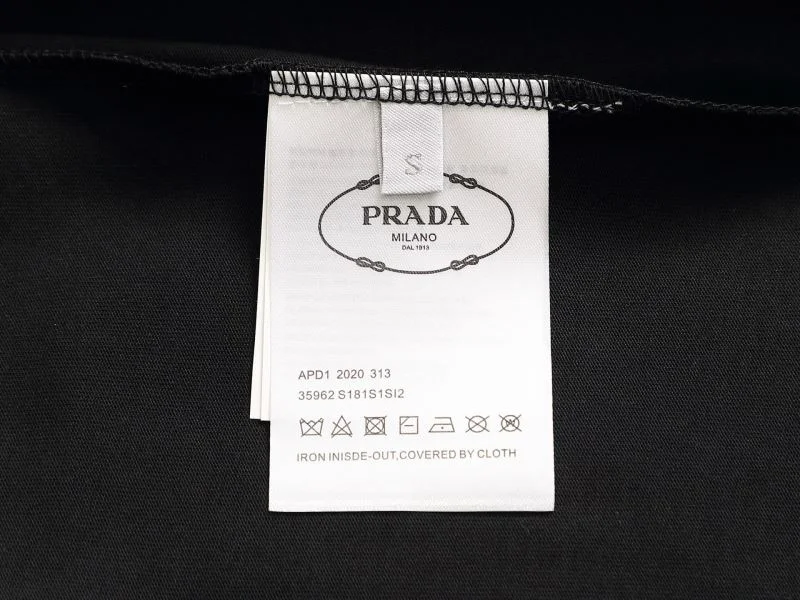 S
PRADA
MILANO
DAL 1913
APD1 2020 313
35962 S181S1SI2
IRON INISDE-OUT,COVERED BY CLOTH